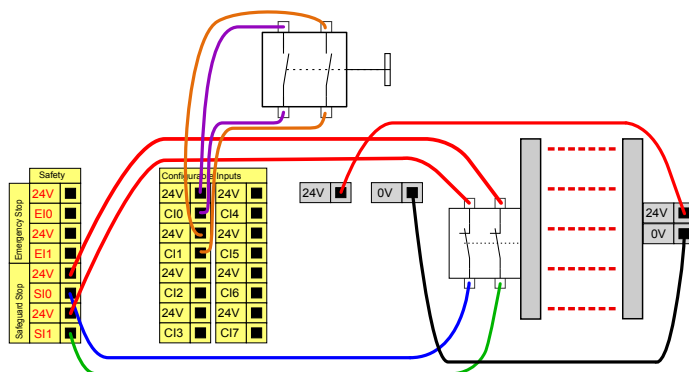 Safety
Emergency Stop
24V
EI0
24V
EI1
Safeguard Stop
24V
SI0
24V
SI1
Configurable Inputs
24V 24V
CI0 CI4
24V 24V
CI1 CI5
24V 24V
CI2 CI6
24V 24V
CI3 CI7
24V
0V
24V
0V